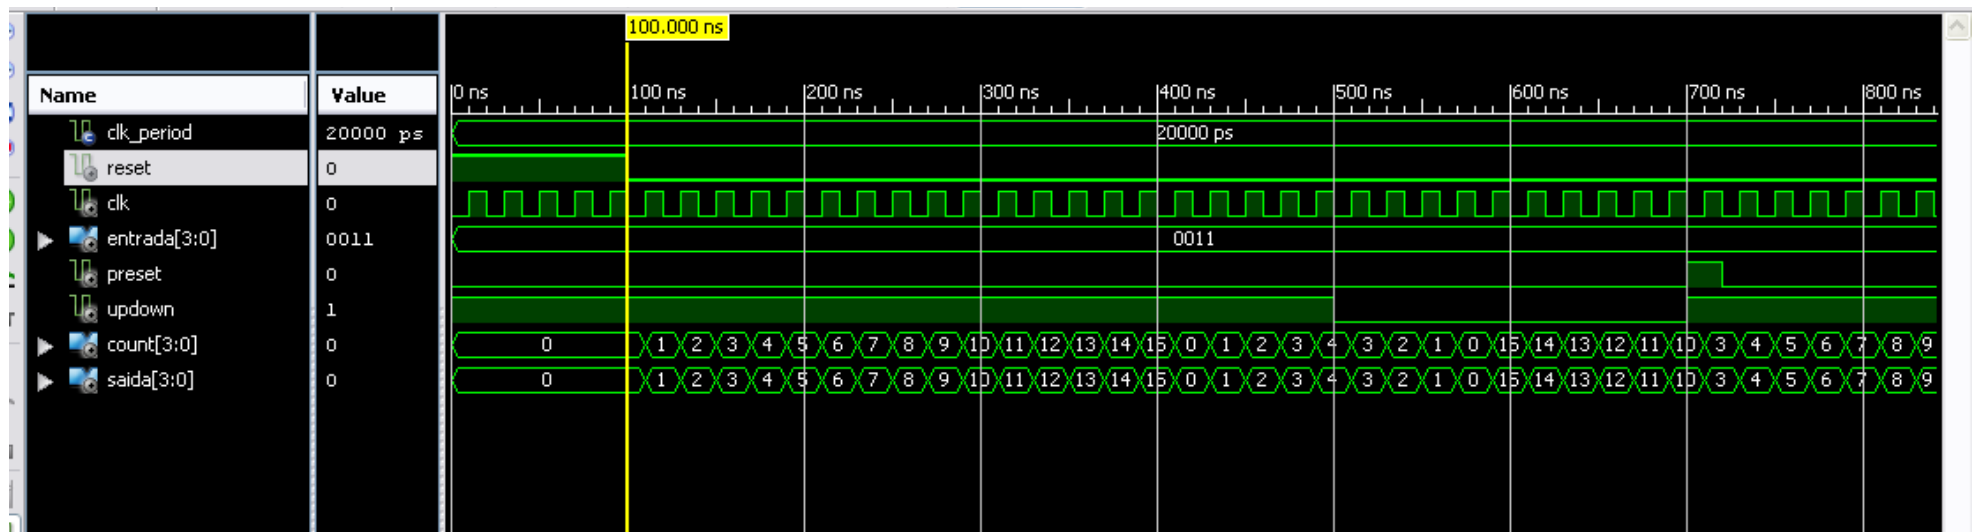 100.000 ns
Name Value 0 ns 100 ns 200 ns 300 ns 400 ns 500 ns 600 ns 700 ns 800 ns
clk_period 20000 ps 20000 ps
reset 0
clk 0
entrada[3:0] 0011 0011
preset 0
updown 1
count[3:0] 0 0 1 2 3 4 5 6 7 8 9 10 11 12 13 14 15 0 1 2 3 4 3 2 1 0 15 14 13 12 11 10 3 4 5 6 7 8 9
saida[3:0] 0 0 1 2 3 4 5 6 7 8 9 10 11 12 13 14 15 0 1 2 3 4 3 2 1 0 15 14 13 12 11 10 3 4 5 6 7 8 9